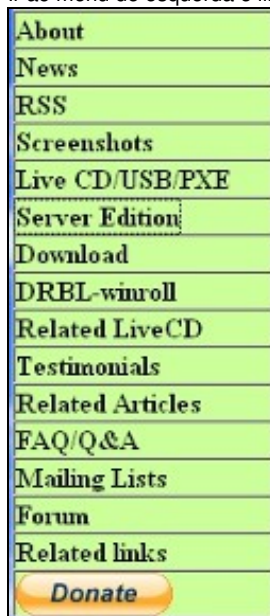 About
News
RSS
Screenshots
Live CD/USB/PXE
Server Edition
Download
DRBL-winroll
Related LiveCD
Testimonials
Related Articles
FAQ/Q&A
Mailing Lists
Forum
Related links
Donate